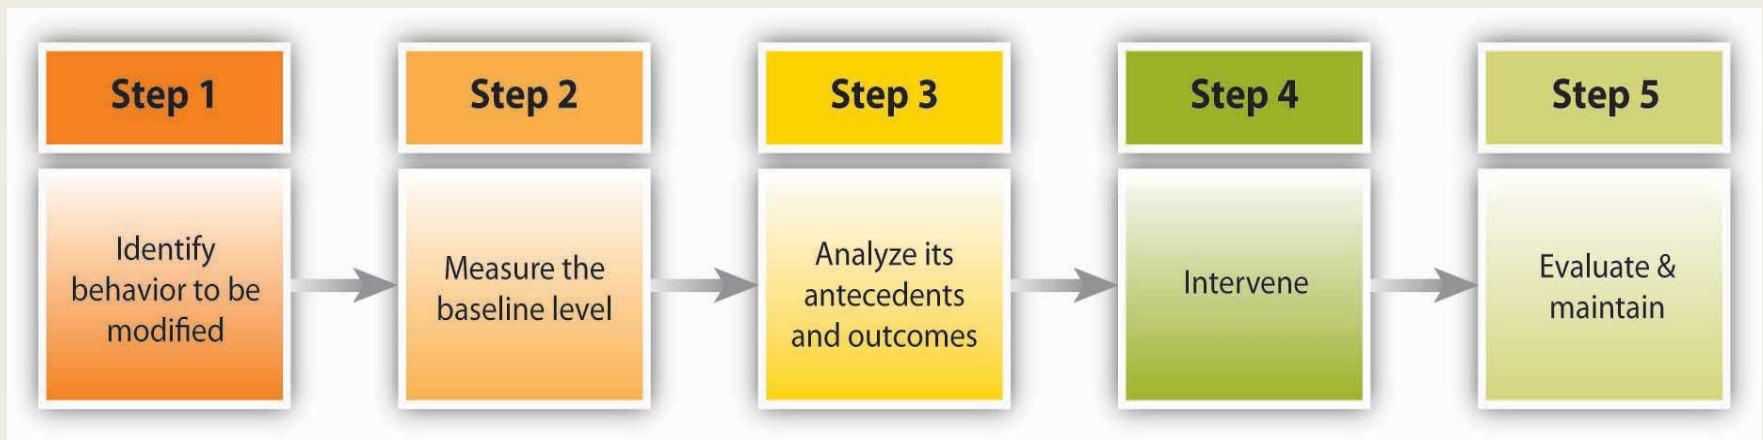 Step 1
Identify
behavior to be
modified
Step 2
Measure the
baseline level
Step 3
Analyze its
antecedents
and outcomes
Step 4
Intervene
Step 5
Evaluate &
maintain